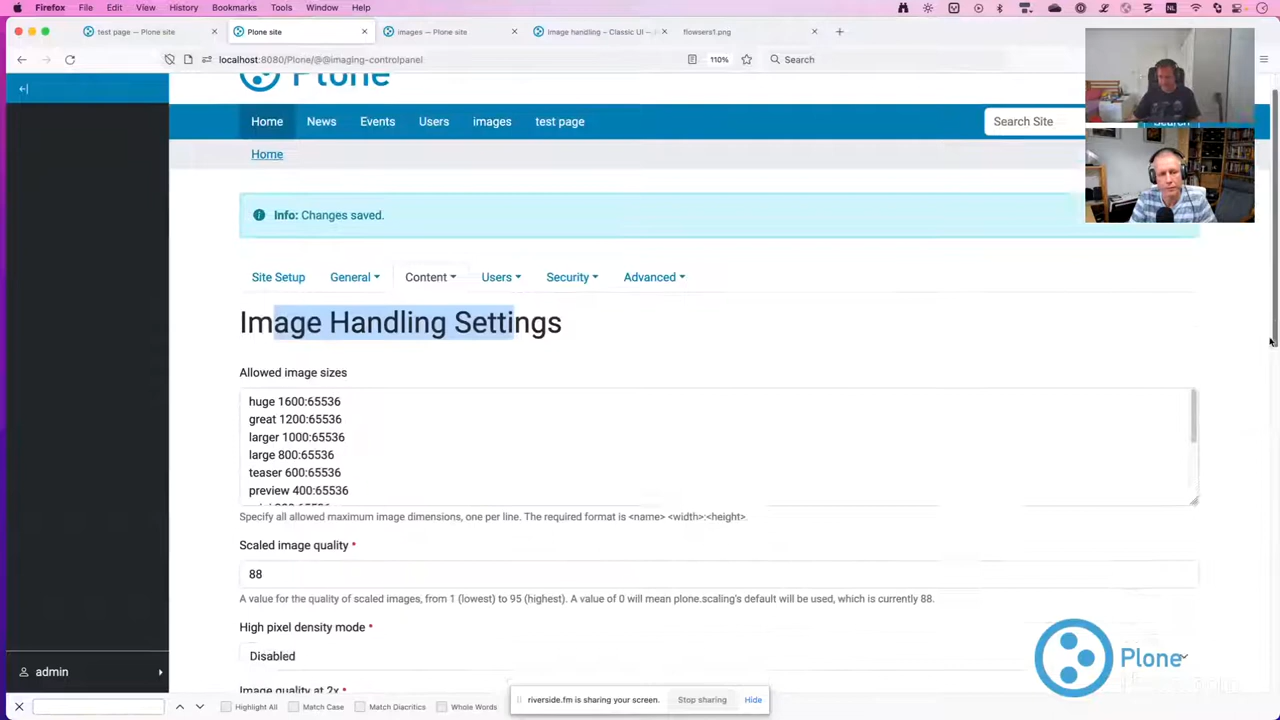 Firefox File Edit View History Bookmarks Tools Window Help
test page — Plone site
Plone site
images — Plone site
Image handling – Classic UI —
flowsers1.png
localhost:8080/Plone/@@imaging-controlpanel
110%
Search
Plone
Home News Events Users images test page
Search Site
Search
Home
Info: Changes saved.
Site Setup General Content Users Security Advanced
Image Handling Settings
Allowed image sizes
huge 1600:65536
great 1200:65536
larger 1000:65536
large 800:65536
teaser 600:65536
preview 400:65536
Specify all allowed maximum image dimensions, one per line. The required format is <name> <width>:<height>.
Scaled image quality •
88
A value for the quality of scaled images, from 1 (lowest) to 95 (highest). A value of 0 will mean plone.scaling's default will be used, which is currently 88.
High pixel density mode •
Disabled
Image quality at 2x •
admin
Plone
riverside.fm is sharing your screen. Stop sharing Hide
Highlight All Match Case Match Diacritics Whole Words